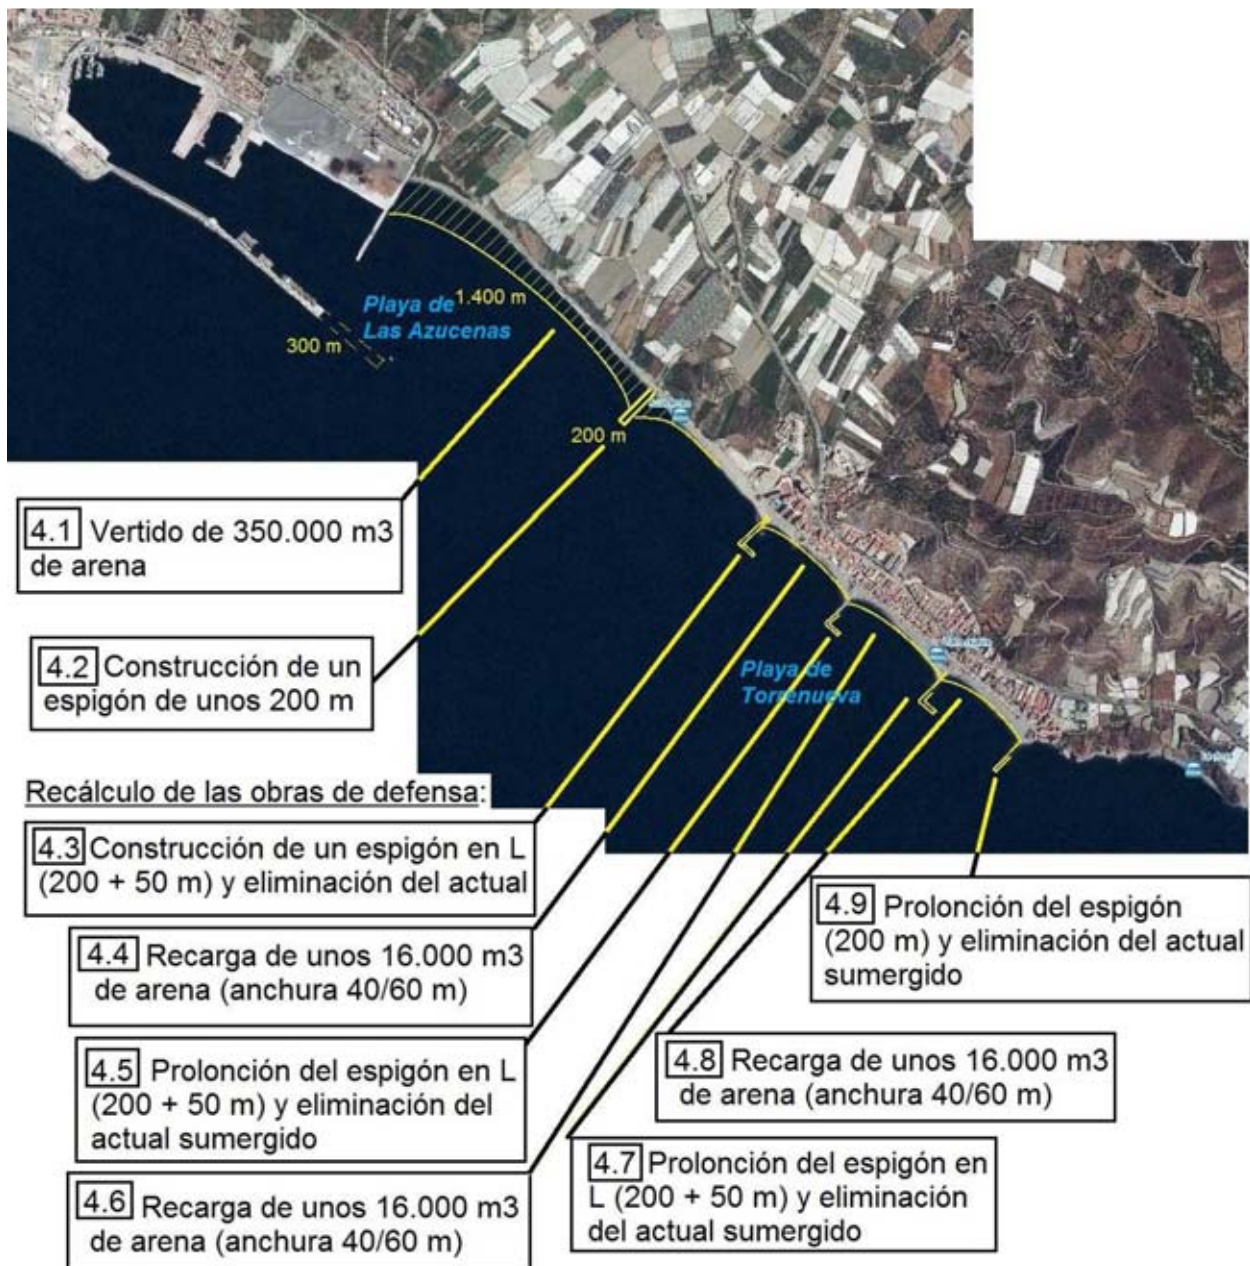 Playa de
Las Azucenas
1.400 m
300 m
200 m
Playa de
Torrenueva
4.1 Vertido de 350.000 m3
de arena
4.2 Construcción de un
espigón de unos 200 m
Recálculo de las obras de defensa:
4.3 Construcción de un espigón en L
(200 + 50 m) y eliminación del actual
4.4 Recarga de unos 16.000 m3
de arena (anchura 40/60 m)
4.5 Prolonción del espigón en L
(200 + 50 m) y eliminación del
actual sumergido
4.6 Recarga de unos 16.000 m3
de arena (anchura 40/60 m)
4.7 Prolonción del espigón en
L (200 + 50 m) y eliminación
del actual sumergido
4.8 Recarga de unos 16.000 m3
de arena (anchura 40/60 m)
4.9 Prolonción del espigón
(200 m) y eliminación del actual
sumergido